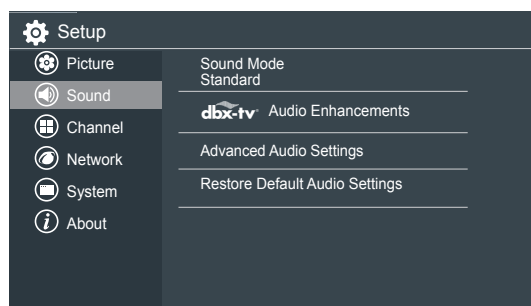 Setup
Picture
Sound
Channel
Network
System
About
Sound Mode
Standard
dbx-tv Audio Enhancements
Advanced Audio Settings
Restore Default Audio Settings